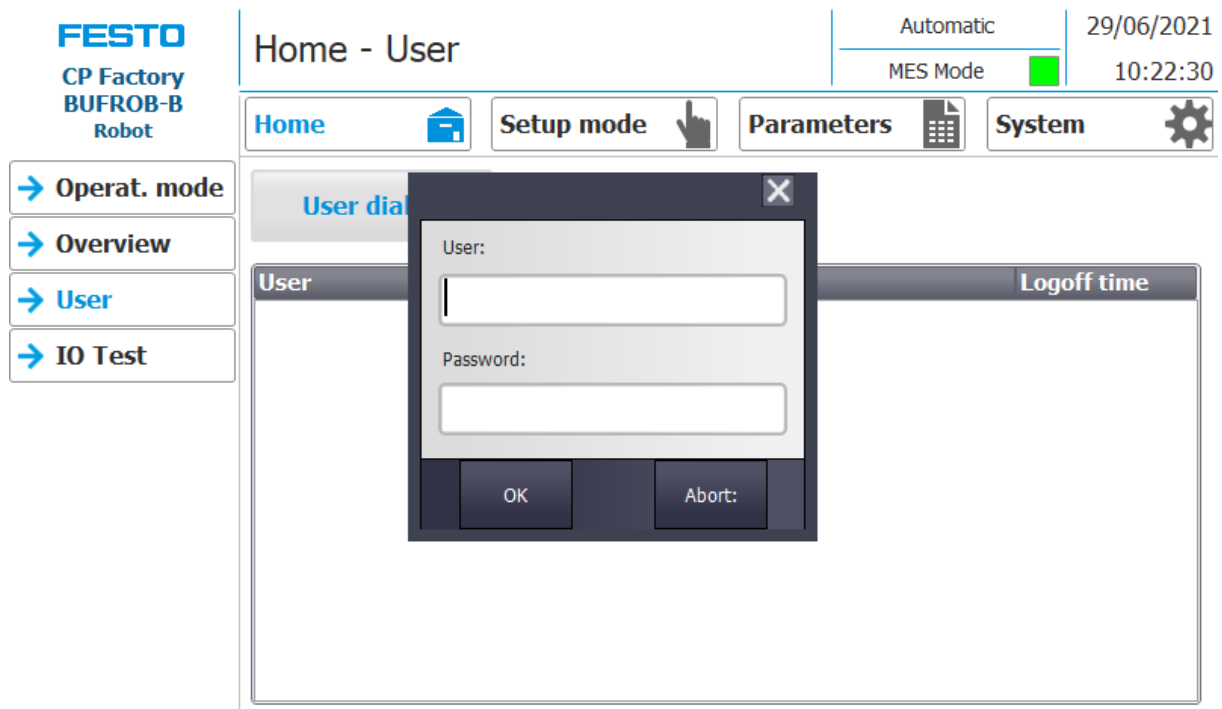 FESTO
CP Factory
BUFROB-B
Robot
Home - User
Automatic
MES Mode
29/06/2021
10:22:30
Home
Setup mode
Parameters
System
Operat. mode
Overview
User
IO Test
User dial
User
Logoff time
User:
Password:
OK
Abort: